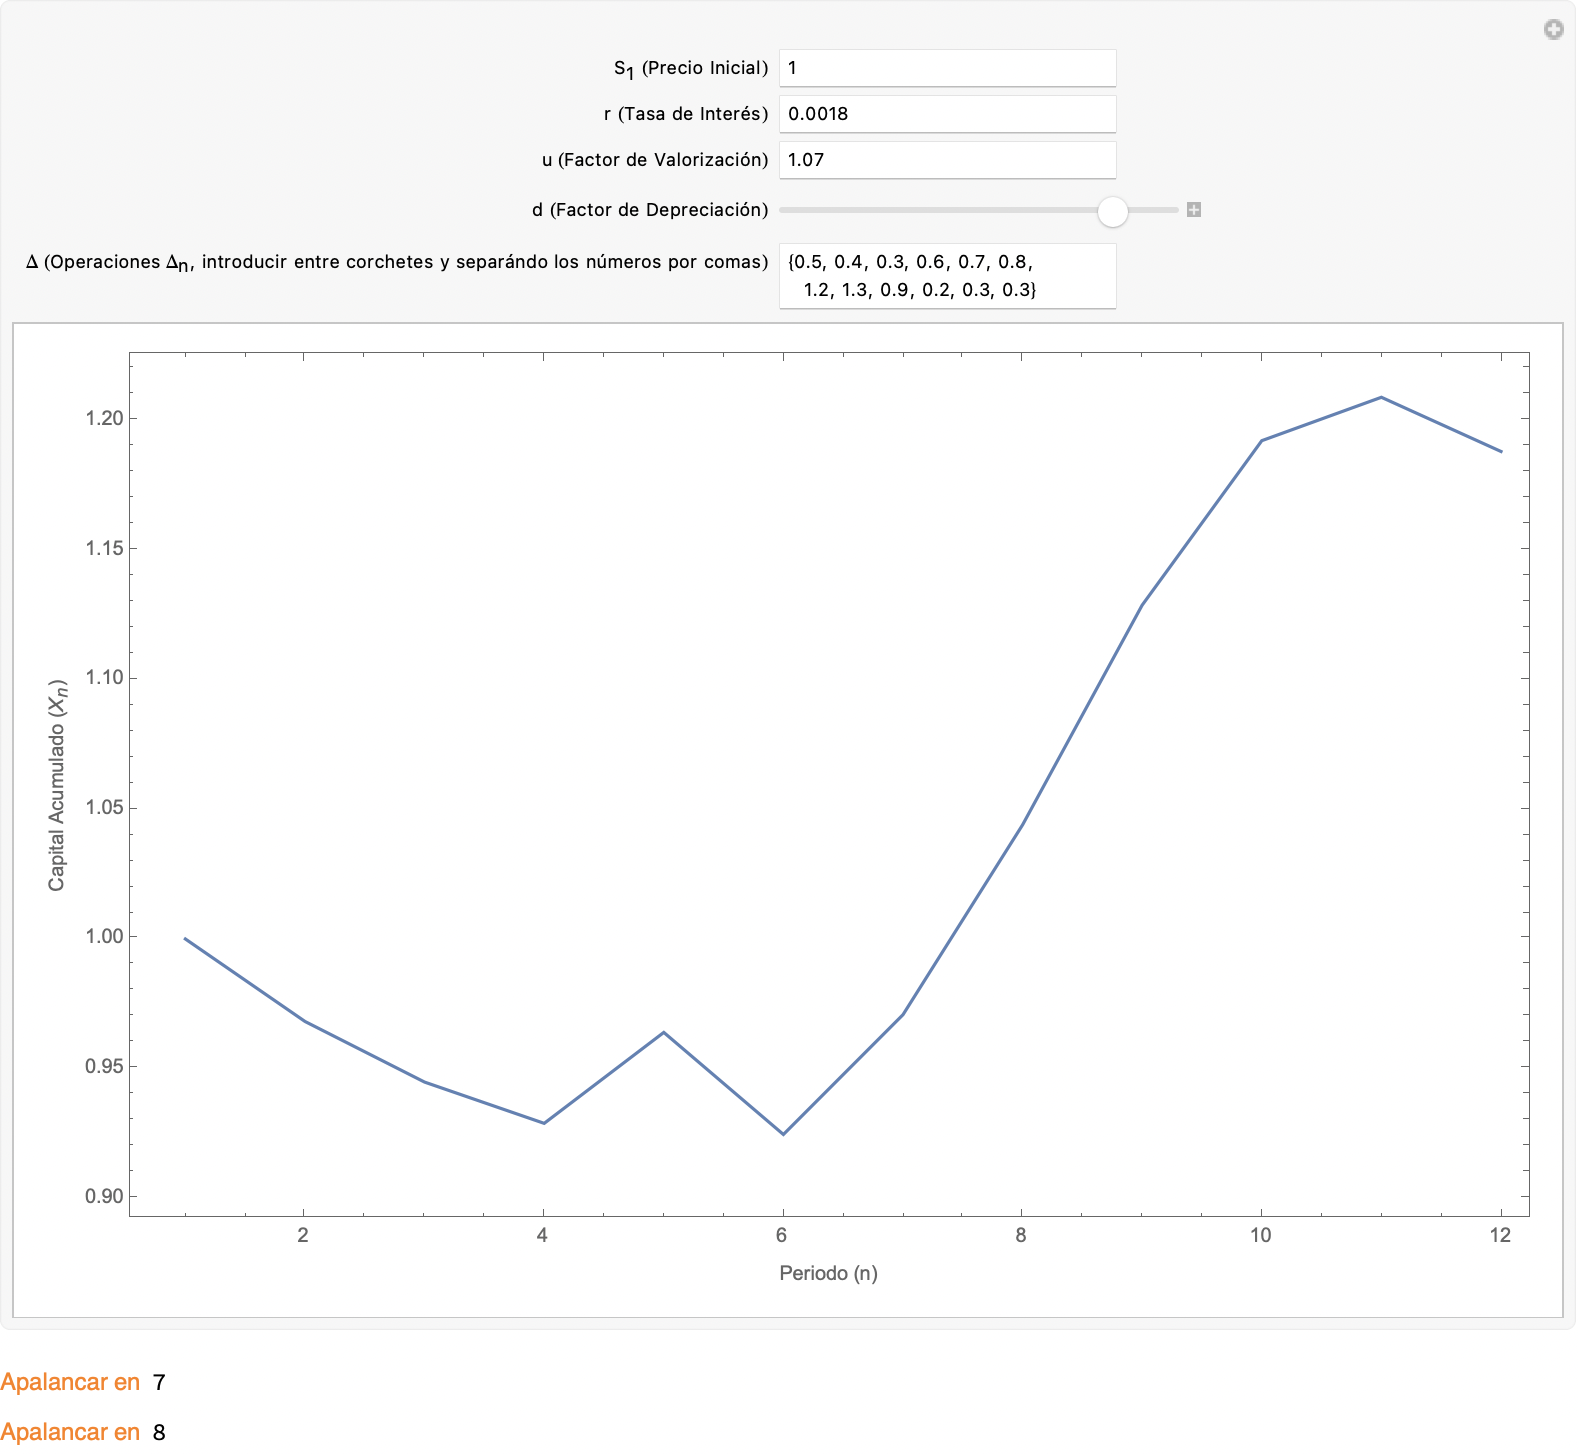 S1 (Precio Inicial) 1
r (Tasa de Interés) 0.0018
u (Factor de Valorización) 1.07
d (Factor de Depreciación)
Δ (Operaciones Δn, introducir entre corchetes y separándo los números por comas) {0.5, 0.4, 0.3, 0.6, 0.7, 0.8,
1.2, 1.3, 0.9, 0.2, 0.3, 0.3}
1.20
1.15
1.10
1.05
1.00
0.95
0.90
Capital Acumulado (Xn)
2 4 6 8 10 12
Periodo (n)
Apalancar en 7
Apalancar en 8